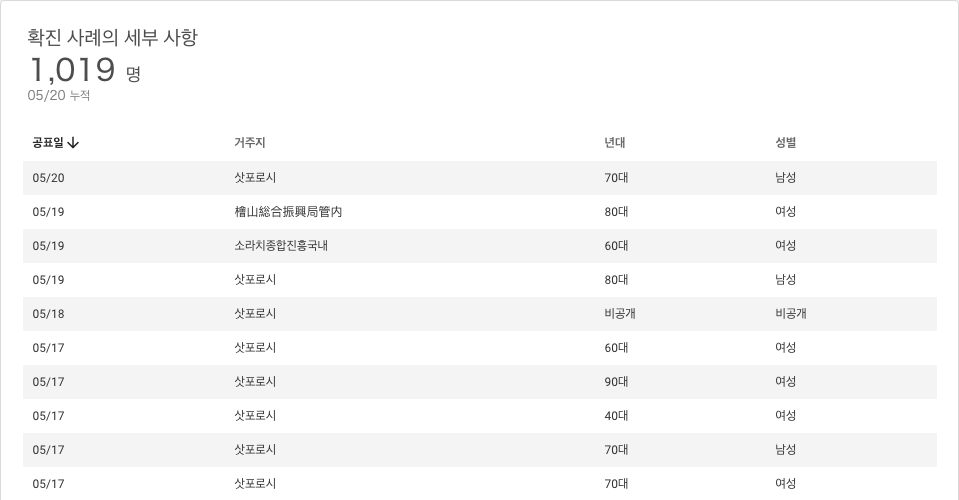 확진 사례의 세부 사항
1,019 명
05/20 누적
공표일 거주지 년대 성별
05/20 삿포로시 70대 남성
05/19 檜山総合振興局管内 80대 여성
05/19 소라치종합진흥국내 60대 여성
05/19 삿포로시 80대 남성
05/18 삿포로시 비공개 비공개
05/17 삿포로시 60대 여성
05/17 삿포로시 90대 여성
05/17 삿포로시 40대 여성
05/17 삿포로시 70대 남성
05/17 삿포로시 70대 여성